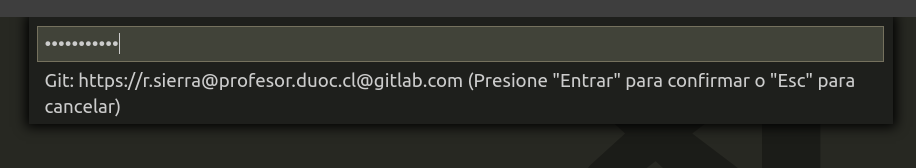 •••••••••••
Git: https://r.sierra@profesor.duoc.cl@gitlab.com (Presione "Entrar" para confirmar o "Esc" para
cancelar)